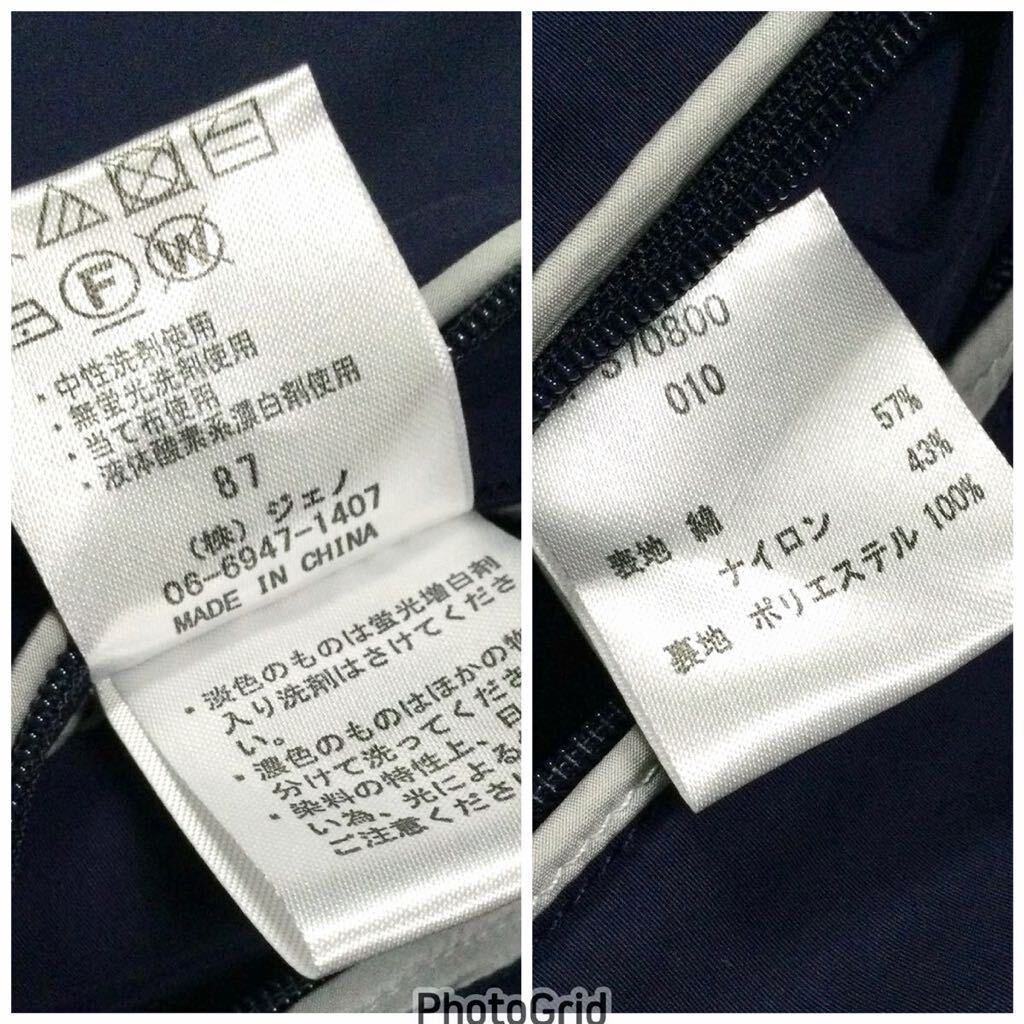 F W
・中性洗剤使用
・無蛍光洗剤使用
・当て布使用
・液体酸素系漂白剤使用
87
(株) ジェノ
06-6947-1407
MADE IN CHINA
・淡色のものは蛍光増白剤
入り洗剤はさけてくださ
い。
・濃色のものはほかの物
分けて洗ってくださ
・染料の特性上、日
い為、光による
ご注意ください
370800
010
表地 綿 57%
ナイロン 43%
裏地 ポリエステル 100%
PhotoGrid